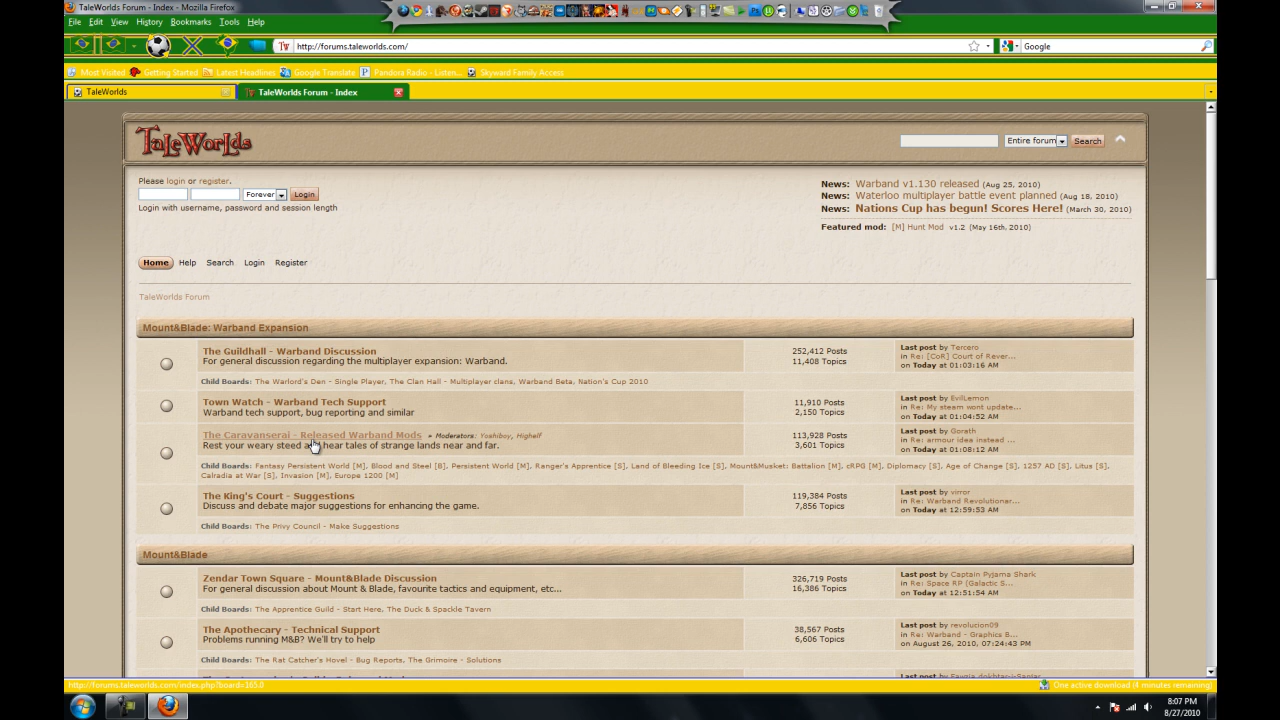 TaleWorlds Forum - Index - Mozilla Firefox
File Edit View History Bookmarks Tools Help
http://forums.taleworlds.com/
Google
Most Visited Getting Started Latest Headlines Google Translate Pandora Radio - Listen... Skyward Family Access
TaleWorlds
TaleWorlds Forum - Index
TaleWorlds
Entire forum
Search
Please login or register.
Forever
Login
Login with username, password and session length
News: Warband v1.130 released (Aug 25, 2010)
News: Waterloo multiplayer battle event planned (Aug 18, 2010)
News: Nations Cup has begun! Scores Here! (March 30, 2010)
Featured mod: [M] Hunt Mod v1.2 (May 16th, 2010)
Home Help Search Login Register
TaleWorlds Forum
Mount&Blade: Warband Expansion
The Guildhall - Warband Discussion
For general discussion regarding the multiplayer expansion: Warband.
252,412 Posts
11,408 Topics
Last post by Tercero
in Re: [CoR] Court of Rever...
on Today at 01:03:16 AM
Child Boards: The Warlord's Den - Single Player, The Clan Hall - Multiplayer clans, Warband Beta, Nation's Cup 2010
Town Watch - Warband Tech Support
Warband tech support, bug reporting and similar
11,910 Posts
2,150 Topics
Last post by EvilLemon
in Re: My steam wont update...
on Today at 01:04:52 AM
The Caravanserai - Released Warband Mods » Moderators: Yoshiboy, Highelf
Rest your weary steed and hear tales of strange lands near and far.
113,928 Posts
3,601 Topics
Last post by Gorath
in Re: armour idea instead ...
on Today at 01:08:12 AM
Child Boards: Fantasy Persistent World [M], Blood and Steel [B], Persistent World [M], Ranger's Apprentice [S], Land of Bleeding Ice [S], Mount&Musket: Battalion [M], cRPG [M], Diplomacy [S], Age of Change [S], 1257 AD [S], Litus [S],
Calradia at War [S], Invasion [M], Europe 1200 [M]
The King's Court - Suggestions
Discuss and debate major suggestions for enhancing the game.
119,384 Posts
7,856 Topics
Last post by virror
in Re: Warband Revolutionar...
on Today at 12:59:53 AM
Child Boards: The Privy Council - Make Suggestions
Mount&Blade
Zendar Town Square - Mount&Blade Discussion
For general discussion about Mount & Blade, favourite tactics and equipment, etc...
326,719 Posts
16,386 Topics
Last post by Captain Pyjama Shark
in Re: Space RP (Galactic S...
on Today at 12:51:54 AM
Child Boards: The Apprentice Guild - Start Here, The Duck & Spackle Tavern
The Apothecary - Technical Support
Problems running M&B? We'll try to help
38,567 Posts
6,606 Topics
Last post by revolution09
in Re: Warband - Graphics B...
on August 26, 2010, 07:24:43 PM
Child Boards: The Rat Catcher's Hovel - Bug Reports, The Grimoire - Solutions
http://forums.taleworlds.com/index.php?board=165.0
One active download (4 minutes remaining)
8:07 PM
8/27/2010